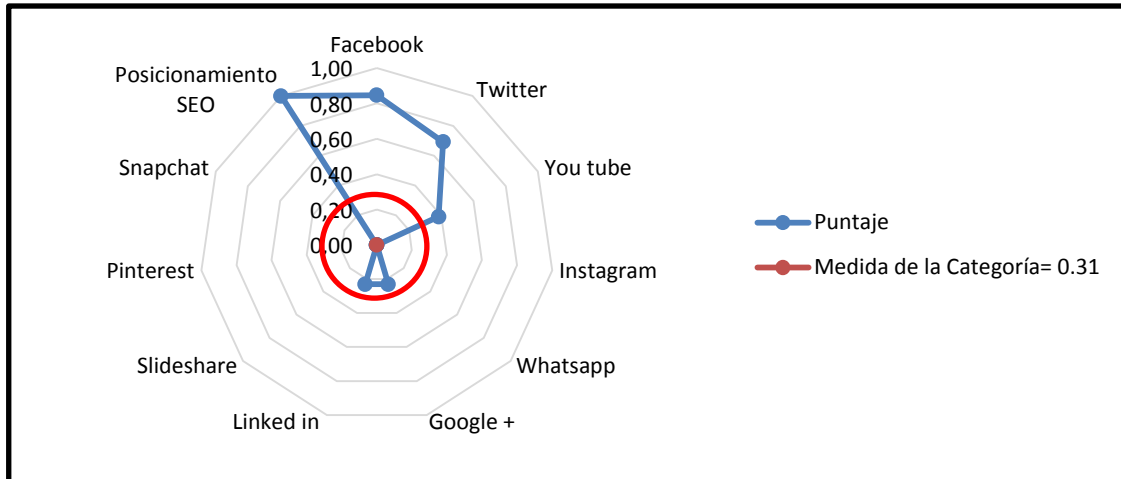 Facebook
Twitter
You tube
Instagram
Whatsapp
Google +
Linked in
Slideshare
Pinterest
Snapchat
Posicionamiento
SEO
1,00
0,80
0,60
0,40
0,20
0,00
Puntaje
Medida de la Categoría= 0.31